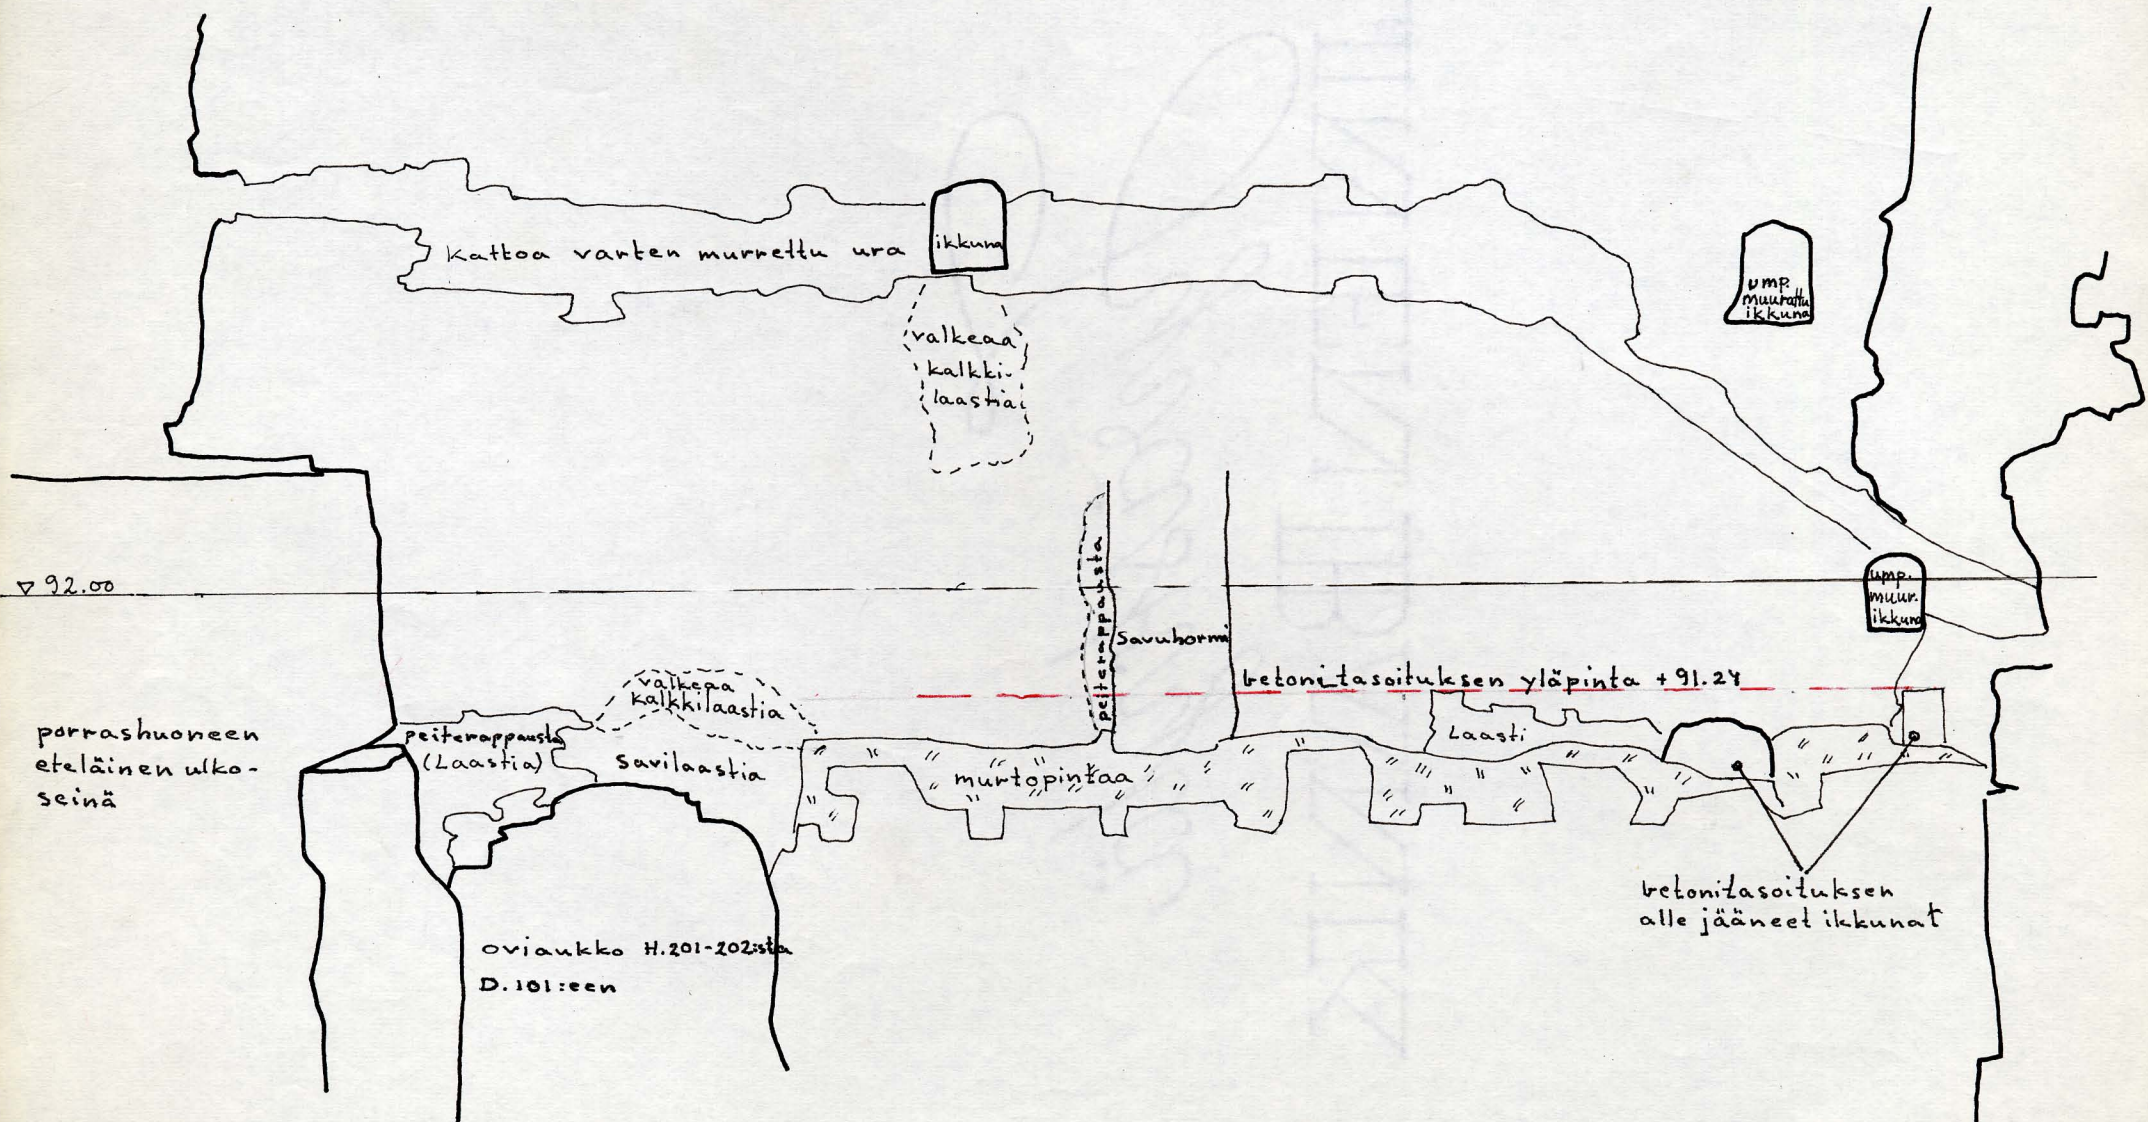 Kattoa varten murrettu ura
ikkuna
ump.
muurattu
ikkuna
valkeaa
kalkki-
laastia
▽ 92.00
ump.
muur.
ikkuna
peiterappausta
Savuhormi
betonitasoituksen yläpinta +91.24
valkeaa
kalkkilaastia
porrashuoneen
eteläinen ulko-
seinä
peiterappausta
(Laastia)
Savilaastia
murtopintaa
Laasti
betonitasoituksen
alle jääneet ikkunat
oviaukko H.201-202:sta
D.101:een